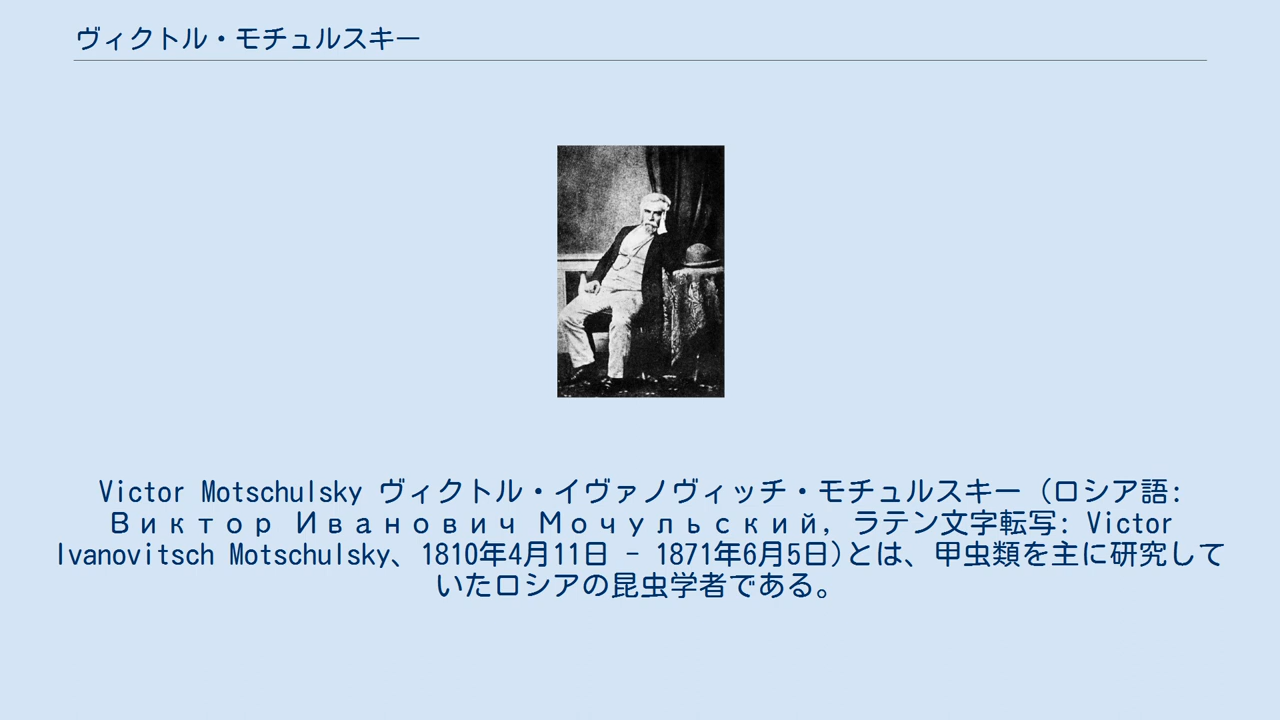 ヴィクトル・モチュルスキー
Victor Motschulsky ヴィクトル・イヴァノヴィッチ・モチュルスキー (ロシア語:
Виктор Иванович Мочульский, ラテン文字転写: Victor
Ivanovitsch Motschulsky、1810年4月11日 - 1871年6月5日)とは、甲虫類を主に研究して
いたロシアの昆虫学者である。